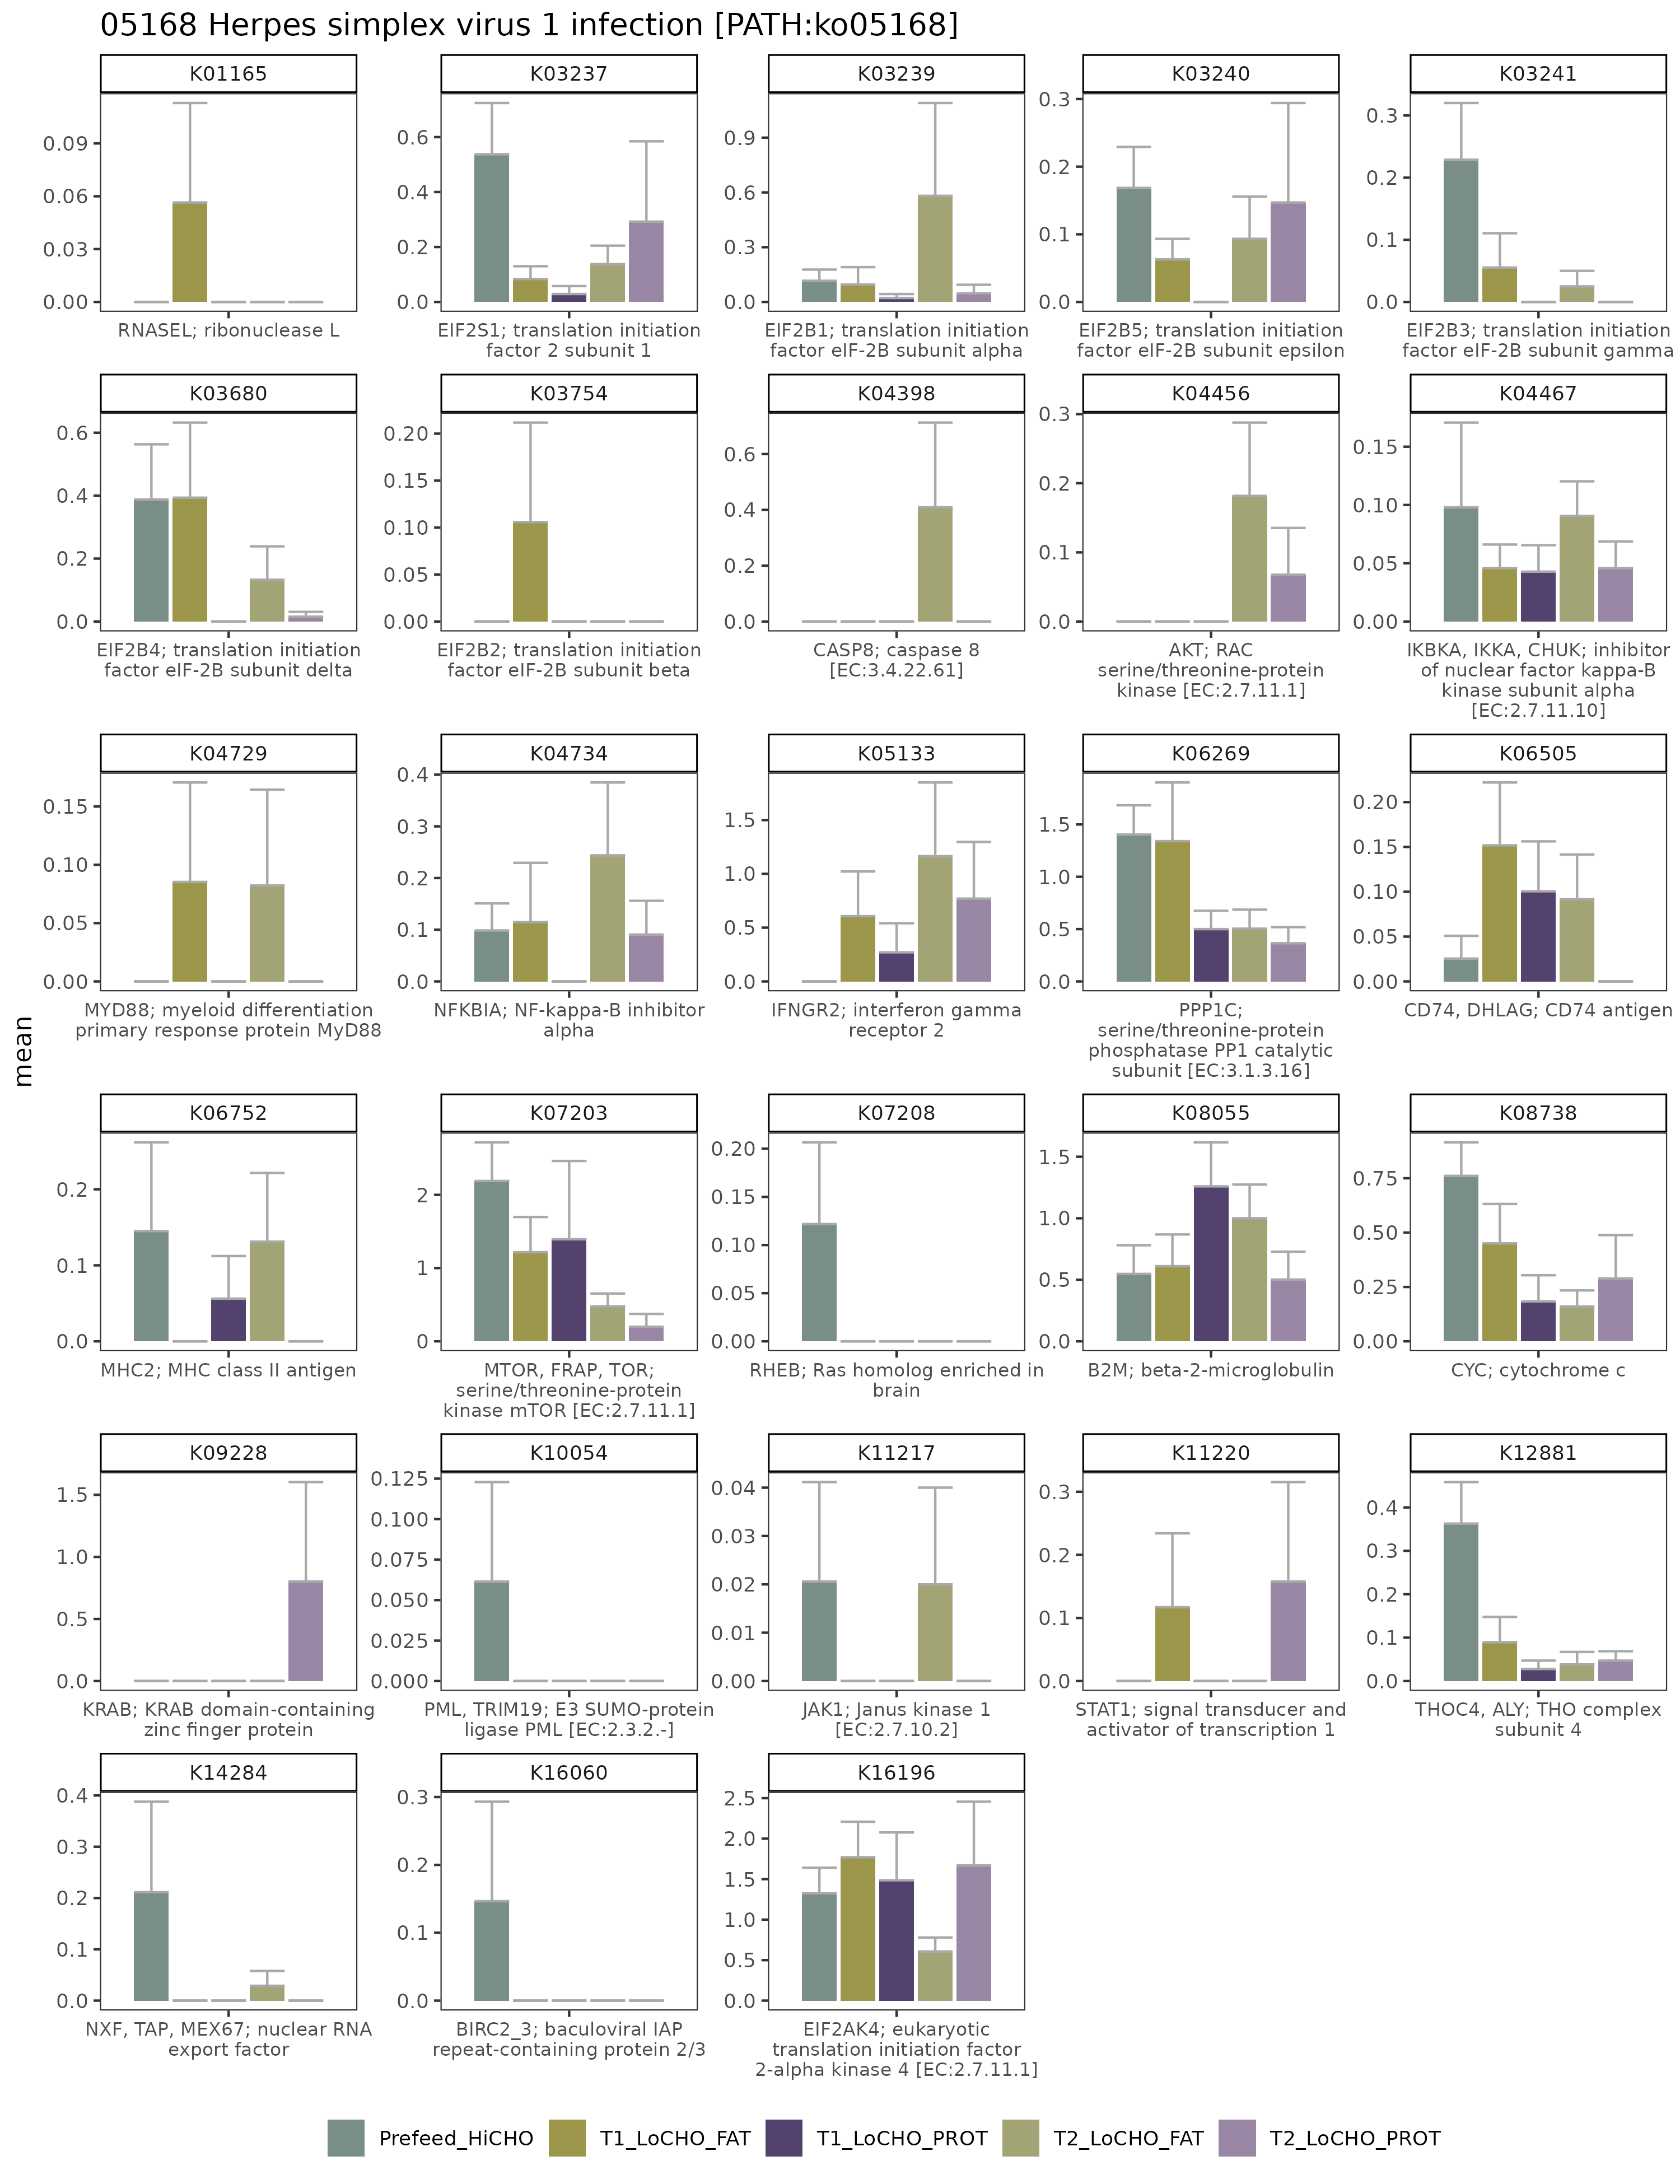 05168 Herpes simplex virus 1 infection [PATH:ko05168]
K01165
K03237
K03239
K03240
K03241
0.09
0.06
0.03
0.00
0.6
0.4
0.2
0.0
0.9
0.6
0.3
0.0
0.3
0.2
0.1
0.0
0.3
0.2
0.1
0.0
RNASEL; ribonuclease L
EIF2S1; translation initiation
factor 2 subunit 1
EIF2B1; translation initiation
factor eIF-2B subunit alpha
EIF2B5; translation initiation
factor eIF-2B subunit epsilon
EIF2B3; translation initiation
factor eIF-2B subunit gamma
K03680
K03754
K04398
K04456
K04467
0.6
0.4
0.2
0.0
0.20
0.15
0.10
0.05
0.00
0.6
0.4
0.2
0.0
0.3
0.2
0.1
0.0
0.15
0.10
0.05
0.00
EIF2B4; translation initiation
factor eIF-2B subunit delta
EIF2B2; translation initiation
factor eIF-2B subunit beta
CASP8; caspase 8
[EC:3.4.22.61]
AKT; RAC
serine/threonine-protein
kinase [EC:2.7.11.1]
IKBKA, IKKA, CHUK; inhibitor
of nuclear factor kappa-B
kinase subunit alpha
[EC:2.7.11.10]
K04729
K04734
K05133
K06269
K06505
0.15
0.10
0.05
0.00
0.4
0.3
0.2
0.1
0.0
1.5
1.0
0.5
0.0
1.5
1.0
0.5
0.0
0.20
0.15
0.10
0.05
0.00
MYD88; myeloid differentiation
primary response protein MyD88
NFKBIA; NF-kappa-B inhibitor
alpha
IFNGR2; interferon gamma
receptor 2
PPP1C;
serine/threonine-protein
phosphatase PP1 catalytic
subunit [EC:3.1.3.16]
CD74, DHLAG; CD74 antigen
mean
K06752
K07203
K07208
K08055
K08738
0.2
0.1
0.0
2
1
0
0.20
0.15
0.10
0.05
0.00
1.5
1.0
0.5
0.0
0.75
0.50
0.25
0.00
MHC2; MHC class II antigen
MTOR, FRAP, TOR;
serine/threonine-protein
kinase mTOR [EC:2.7.11.1]
RHEB; Ras homolog enriched in
brain
B2M; beta-2-microglobulin
CYC; cytochrome c
K09228
K10054
K11217
K11220
K12881
1.5
1.0
0.5
0.0
0.125
0.100
0.075
0.050
0.025
0.000
0.04
0.03
0.02
0.01
0.00
0.3
0.2
0.1
0.0
0.4
0.3
0.2
0.1
0.0
KRAB; KRAB domain-containing
zinc finger protein
PML, TRIM19; E3 SUMO-protein
ligase PML [EC:2.3.2.-]
JAK1; Janus kinase 1
[EC:2.7.10.2]
STAT1; signal transducer and
activator of transcription 1
THOC4, ALY; THO complex
subunit 4
K14284
K16060
K16196
0.4
0.3
0.2
0.1
0.0
0.3
0.2
0.1
0.0
2.5
2.0
1.5
1.0
0.5
0.0
NXF, TAP, MEX67; nuclear RNA
export factor
BIRC2_3; baculoviral IAP
repeat-containing protein 2/3
EIF2AK4; eukaryotic
translation initiation factor
2-alpha kinase 4 [EC:2.7.11.1]
Prefeed_HiCHO
T1_LoCHO_FAT
T1_LoCHO_PROT
T2_LoCHO_FAT
T2_LoCHO_PROT